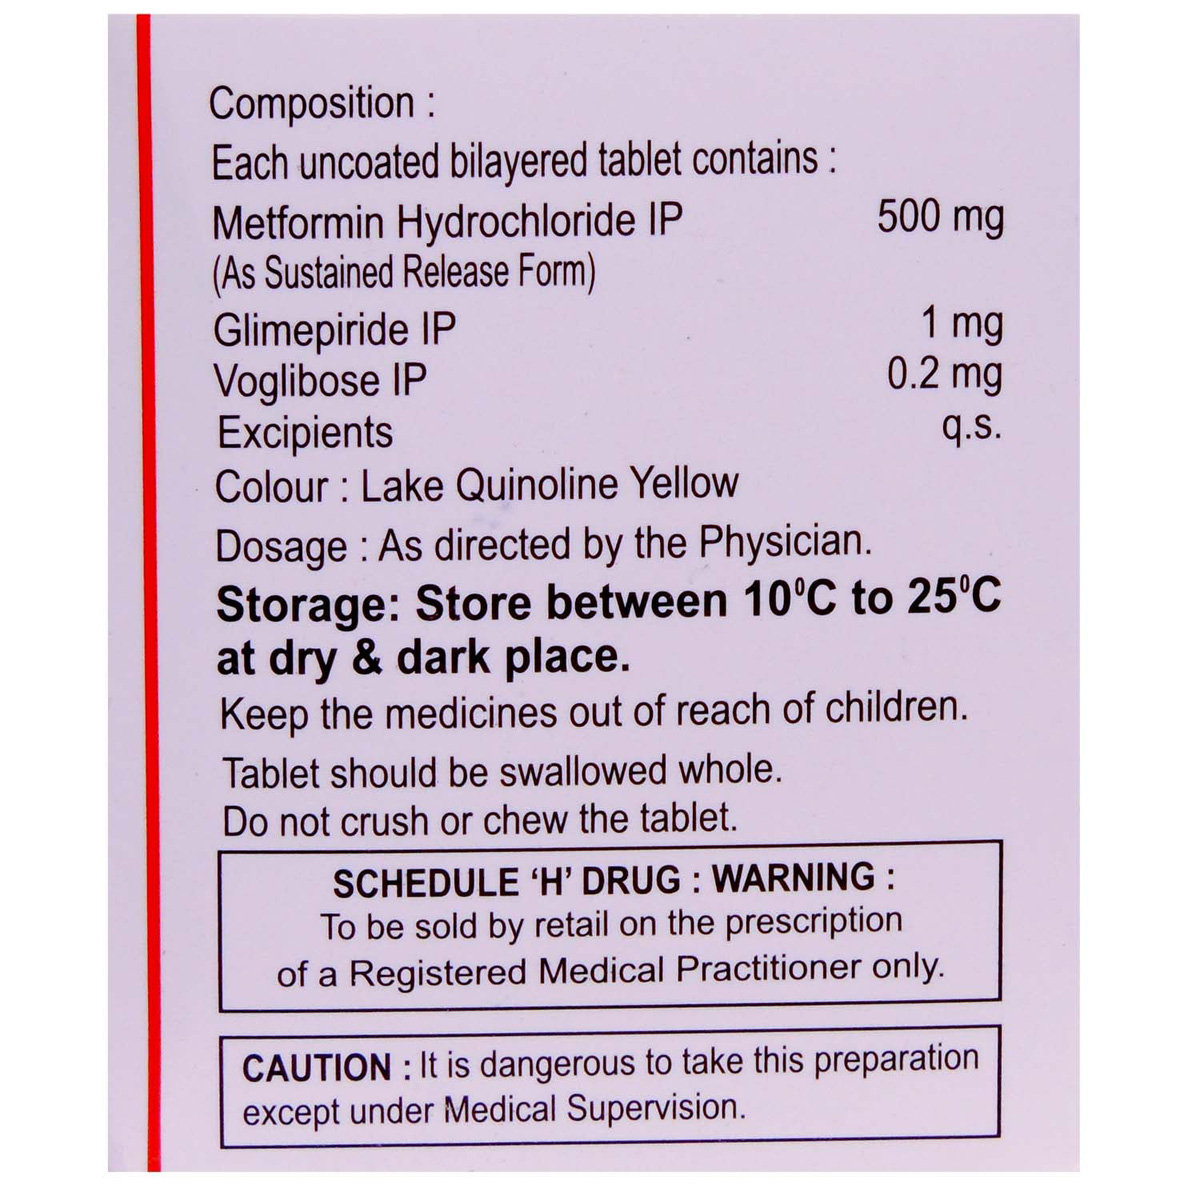 Composition :
Each uncoated bilayered tablet contains :
Metformin Hydrochloride IP 500 mg
(As Sustained Release Form)
Glimepiride IP 1 mg
Voglibose IP 0.2 mg
Excipients q.s.
Colour : Lake Quinoline Yellow
Dosage : As directed by the Physician.
Storage: Store between 10⁰C to 25⁰C
at dry & dark place.
Keep the medicines out of reach of children.
Tablet should be swallowed whole.
Do not crush or chew the tablet.
SCHEDULE ‘H’ DRUG : WARNING :
To be sold by retail on the prescription
of a Registered Medical Practitioner only.
CAUTION : It is dangerous to take this preparation
except under Medical Supervision.